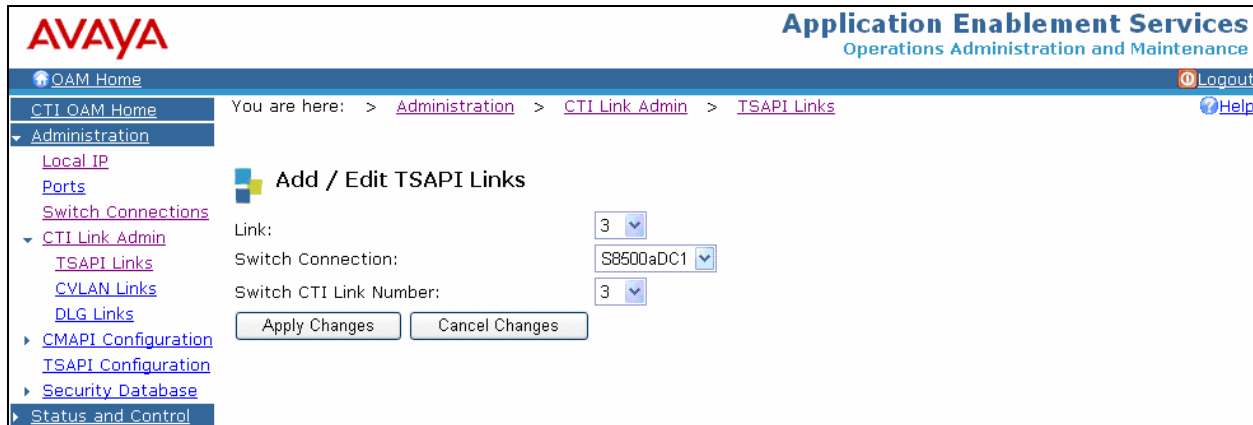 AVAYA
Application Enablement Services
Operations Administration and Maintenance
OAM Home
Logout
CTI OAM Home
You are here: > Administration > CTI Link Admin > TSAPI Links
Help
Administration
Local IP
Ports
Switch Connections
CTI Link Admin
TSAPI Links
CVLAN Links
DLG Links
CMAPI Configuration
TSAPI Configuration
Security Database
Status and Control
Add / Edit TSAPI Links
Link: 3
Switch Connection: S8500aDC1
Switch CTI Link Number: 3
Apply Changes Cancel Changes